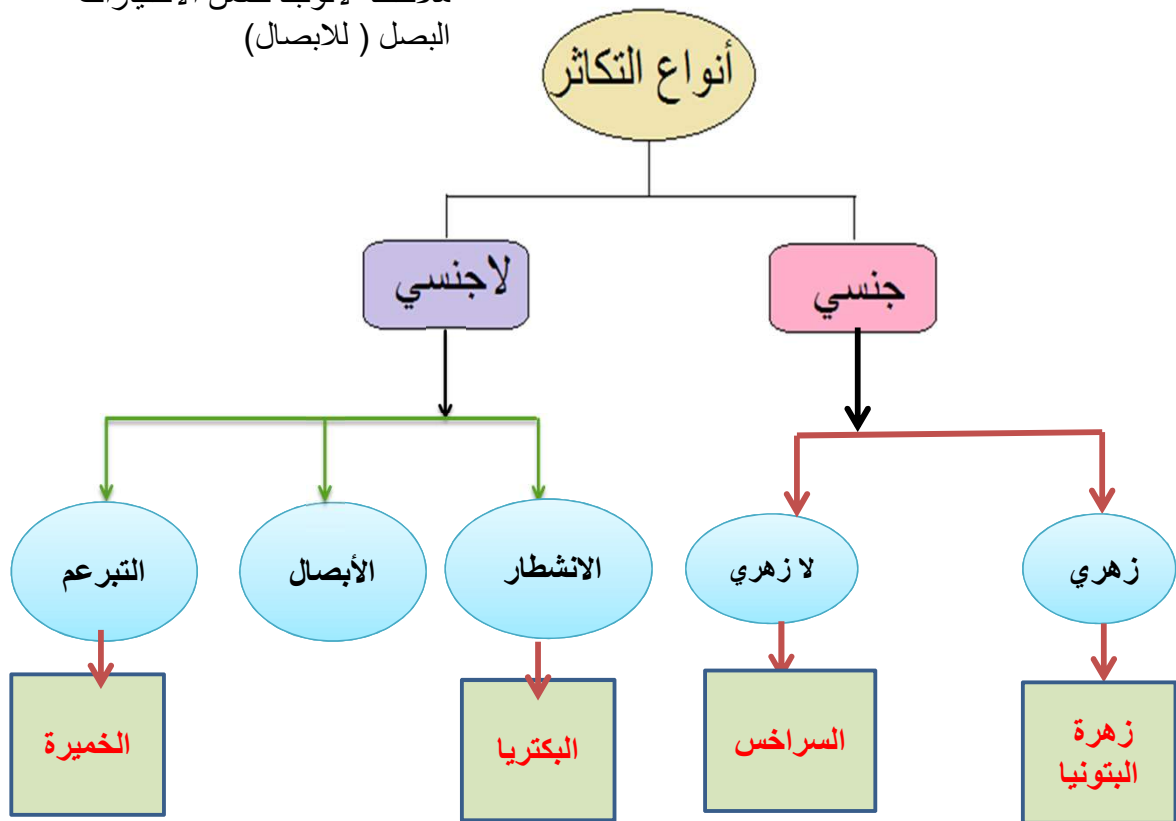 البصل ( للابصال)
أنواع التكاثر
جنسي
لاجنسي
زهري
لا زهري
الانشطار
الأبصال
التبرعم
زهرة
البتونيا
السراخس
البكتريا
الخميرة